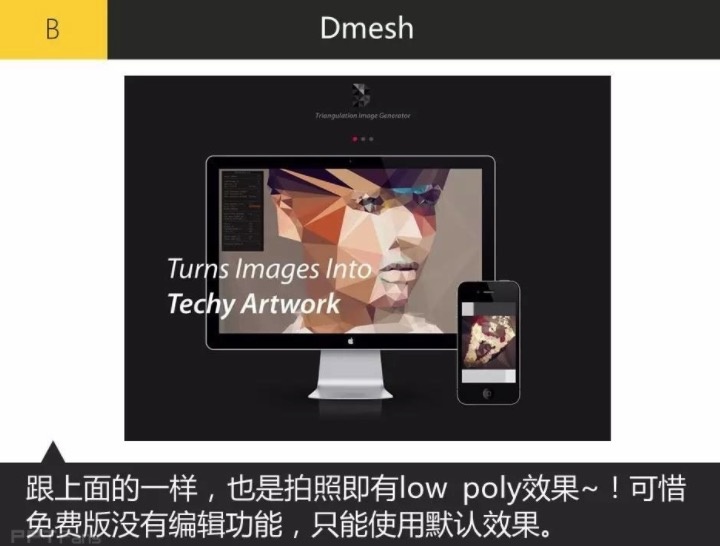 B
Dmesh
Triangulation Image Generator
Turns Images Into
Techy Artwork
跟上面的一样，也是拍照即有low poly效果~！可惜
免费版没有编辑功能，只能使用默认效果。